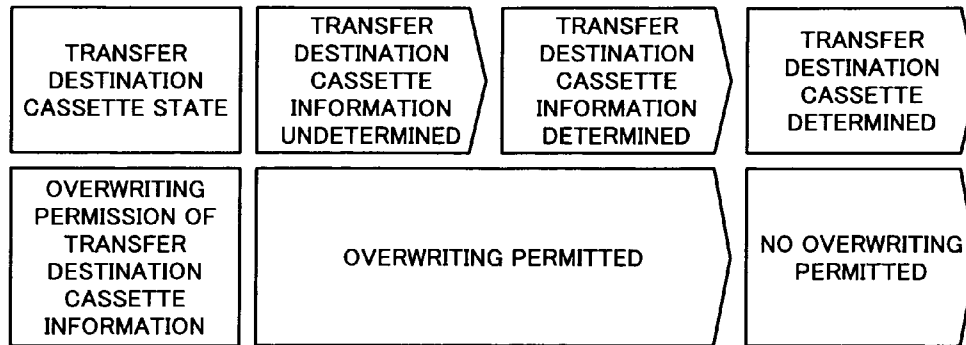 TRANSFER
DESTINATION
CASSETTE STATE
TRANSFER
DESTINATION
CASSETTE
INFORMATION
UNDETERMINED
TRANSFER
DESTINATION
CASSETTE
INFORMATION
DETERMINED
TRANSFER
DESTINATION
CASSETTE
DETERMINED
OVERWRITING
PERMISSION OF
TRANSFER
DESTINATION
CASSETTE
INFORMATION
OVERWRITING PERMITTED
NO OVERWRITING
PERMITTED